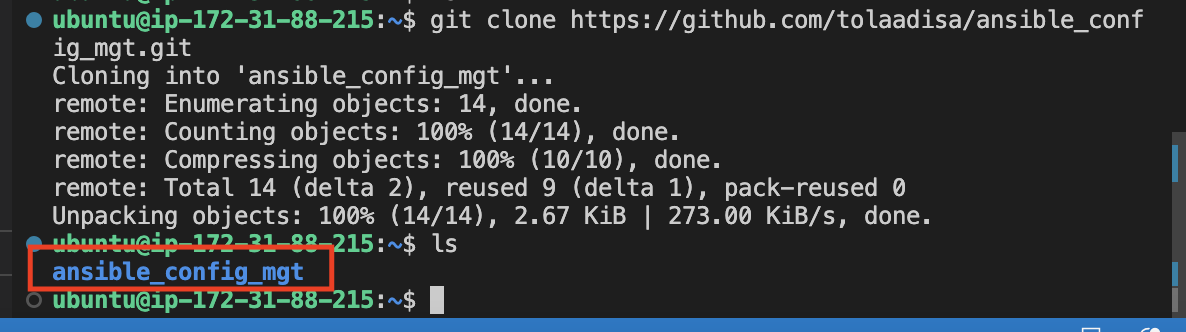 ubuntu@ip-172-31-88-215:~$ git clone https://github.com/tolaadisa/ansible_conf
ig_mgt.git
Cloning into 'ansible_config_mgt'...
remote: Enumerating objects: 14, done.
remote: Counting objects: 100% (14/14), done.
remote: Compressing objects: 100% (10/10), done.
remote: Total 14 (delta 2), reused 9 (delta 1), pack-reused 0
Unpacking objects: 100% (14/14), 2.67 KiB | 273.00 KiB/s, done.
ubuntu@ip-172-31-88-215:~$ ls
ansible_config_mgt
ubuntu@ip-172-31-88-215:~$